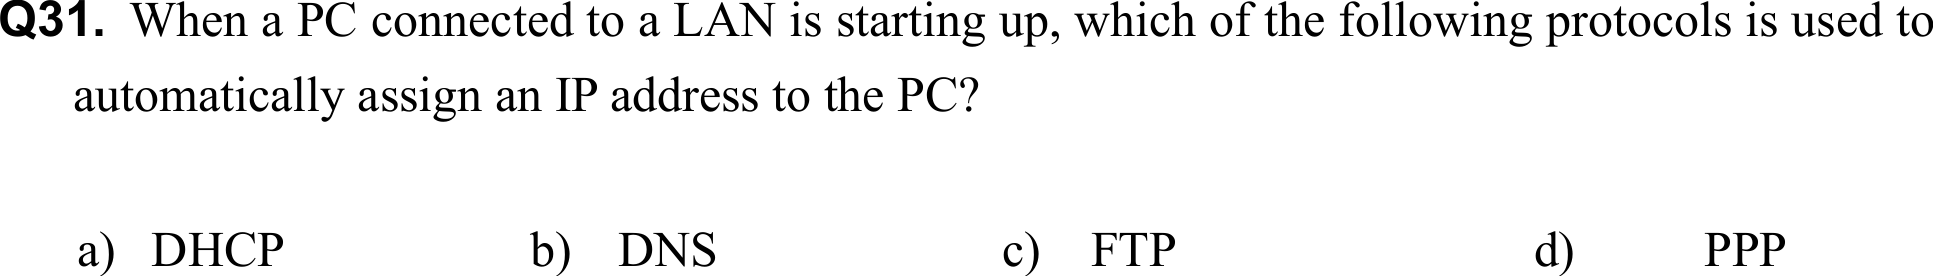 Q31. When a PC connected to a LAN is starting up, which of the following protocols is used to
automatically assign an IP address to the PC?
a) DHCP b) DNS c) FTP d) PPP